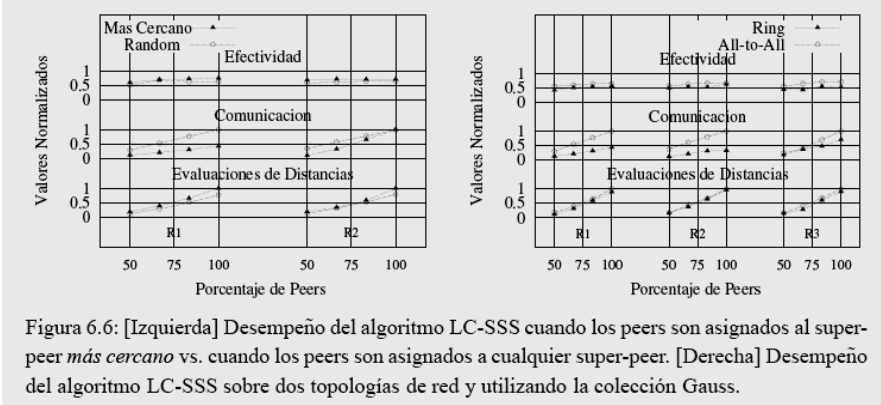 Mas Cercano
Random
Efectividad
1
0.5
0
Comunicacion
1
0.5
0
Evaluaciones de Distancias
1
0.5
0
R1
R2
50
75
100
50
75
100
Porcentaje de Peers
Valores Normalizados
Ring
All-to-All
Efectividad
1
0.5
0
Comunicacion
1
0.5
0
Evaluaciones de Distancias
1
0.5
0
R1
R2
R3
50
75
100
50
75
100
50
75
100
Porcentaje de Peers
Valores Normalizados
Figura 6.6: [Izquierda] Desempeño del algoritmo LC-SSS cuando los peers son asignados al super-
peer más cercano vs. cuando los peers son asignados a cualquier super-peer. [Derecha] Desempeño
del algoritmo LC-SSS sobre dos topologías de red y utilizando la colección Gauss.